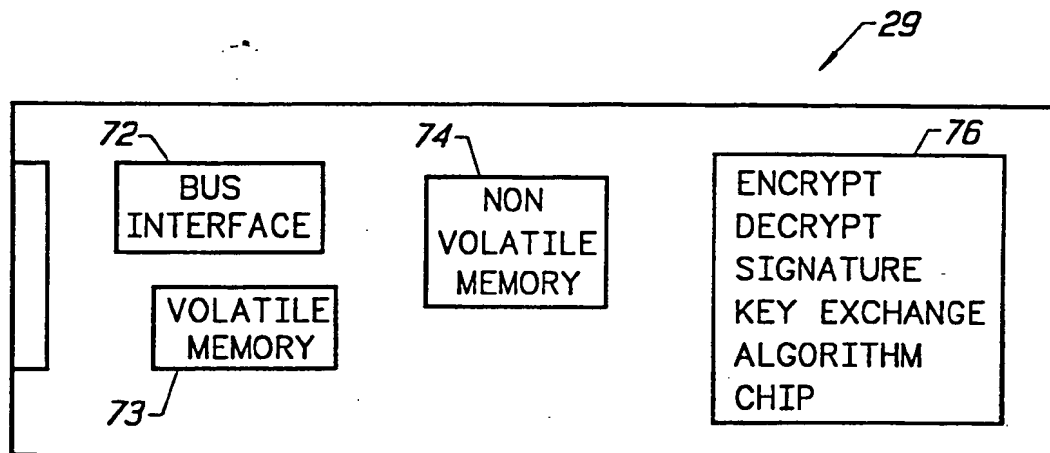 29
72
BUS
INTERFACE
74
NON
VOLATILE
MEMORY
76
ENCRYPT
DECRYPT
SIGNATURE
KEY EXCHANGE
ALGORITHM
CHIP
VOLATILE
MEMORY
73